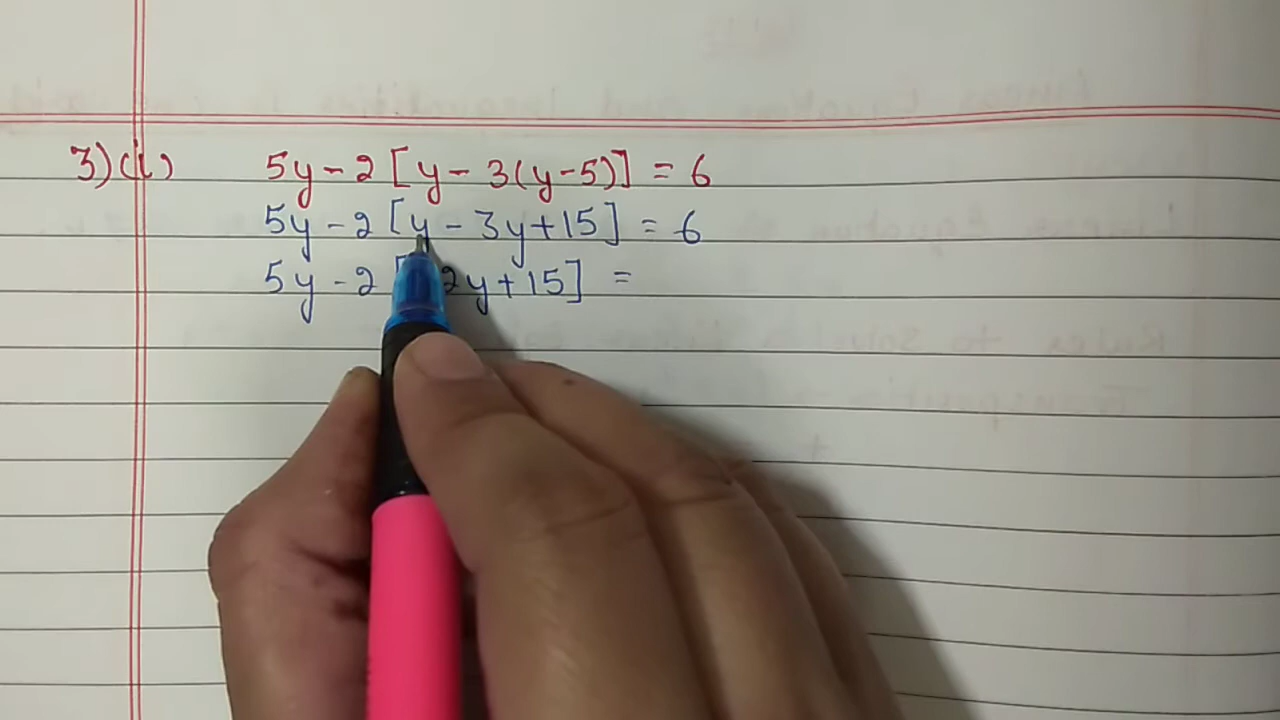 3)(i) 5y - 2 [y - 3(y-5)] = 6
5y - 2 [y - 3y + 15] = 6
5y - 2 [2y + 15] =